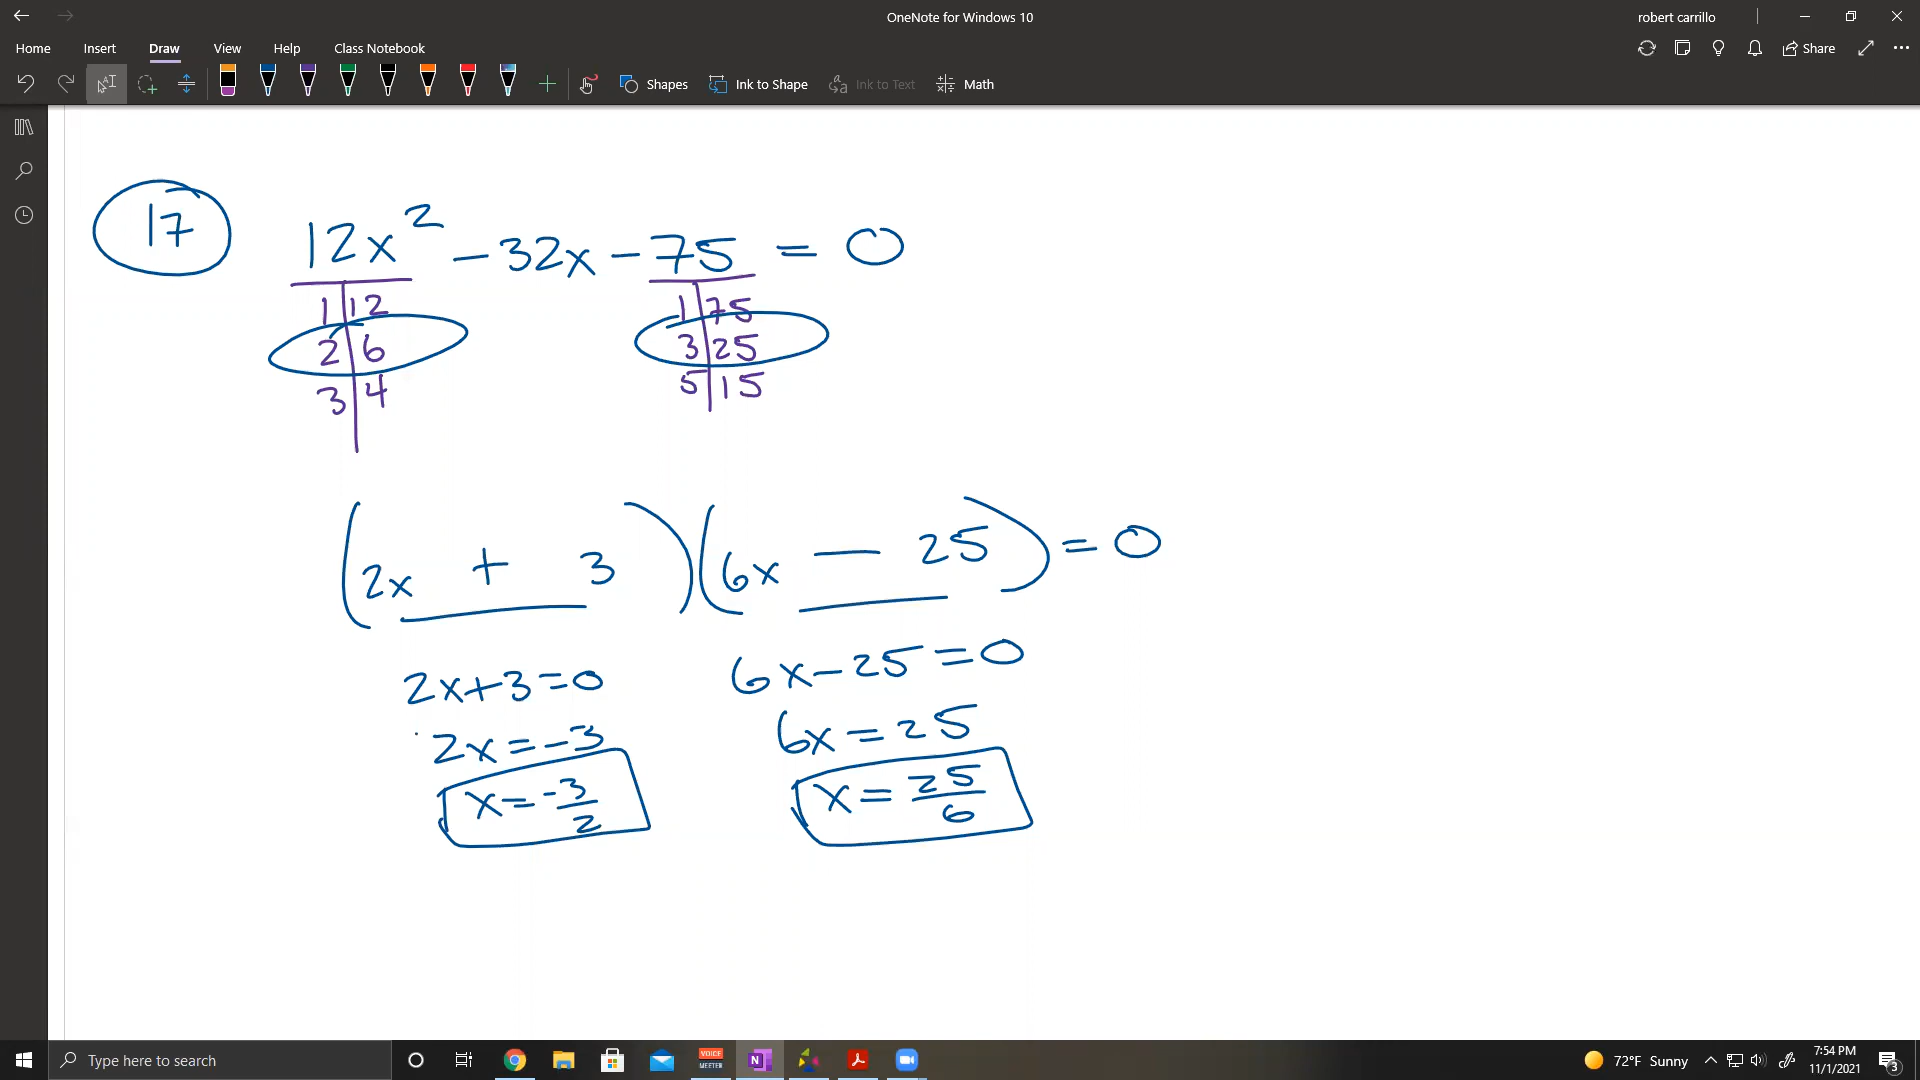 OneNote for Windows 10
robert carrillo
Home Insert Draw View Help Class Notebook
Share
Shapes Ink to Shape Ink to Text Math
17
12x² - 32x - 75 = 0
1 | 12 1 | 75
2 | 6 3 | 25
3 | 4 5 | 15
(2x + 3)(6x - 25) = 0
2x+3=0 6x-25=0
2x=-3 6x=25
x=-3/2 x=25/6
Type here to search
VOICE
MEETER
N
72°F Sunny
7:54 PM
11/1/2021
3